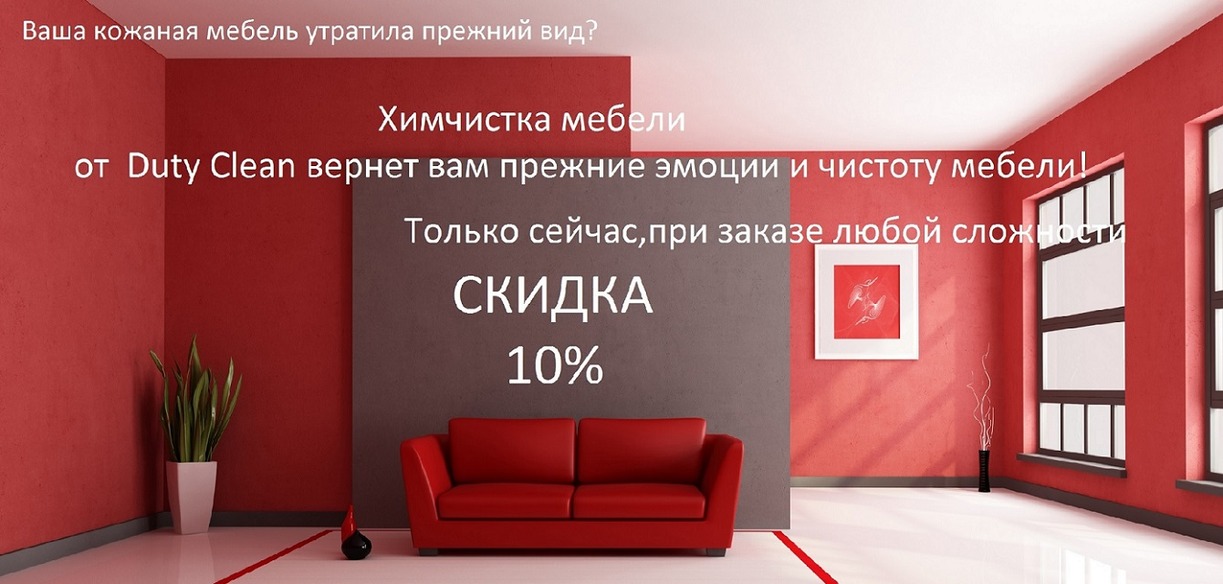 Ваша кожаная мебель утратила прежний вид?
Химчистка мебели
от Duty Clean вернет вам прежние эмоции и чистоту мебели!
Только сейчас,при заказе любой сложности
СКИДКА
10%